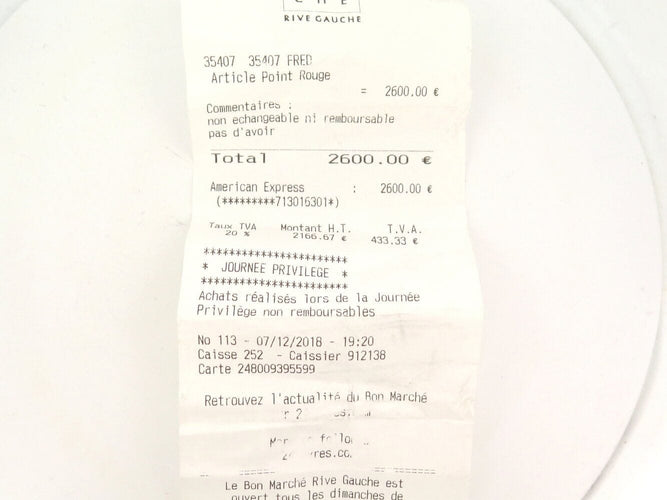 C H E
RIVE GAUCHE
35407 35407 FRED
Article Point Rouge
= 2600.00 €
Commentaires :
non echangeable ni remboursable
pas d'avoir
Total 2600.00 €
American Express : 2600.00 €
(*********713016301*)
Taux TVA Montant H.T. T.V.A.
20 % 2166.67 € 433.33 €
**********************
* JOURNEE PRIVILEGE *
**********************
Achats réalisés lors de la Journée
Privilège non remboursables
No 113 - 07/12/2018 - 19:20
Caisse 252 - Caissier 912138
Carte 248009395599
Retrouvez l'actualité du Bon Marché
Le Bon Marché Rive Gauche est
ouvert tous les dimanches de